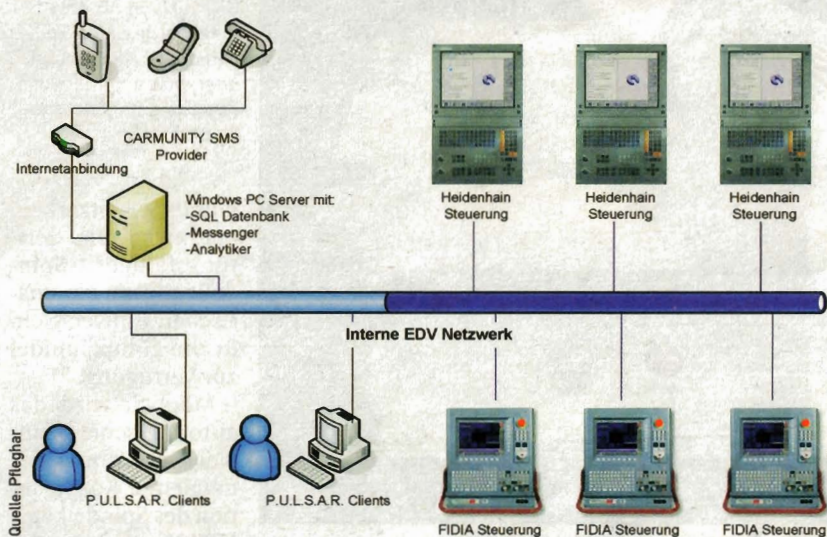 CARMUNITY SMS
Provider
Internetanbindung
Windows PC Server mit:
-SQL Datenbank
-Messenger
-Analytiker
Heidenhain
Steuerung
Heidenhain
Steuerung
Heidenhain
Steuerung
Interne EDV Netzwerk
P.U.L.S.A.R. Clients
P.U.L.S.A.R. Clients
FIDIA Steuerung
FIDIA Steuerung
FIDIA Steuerung
Quelle: Pfleghar